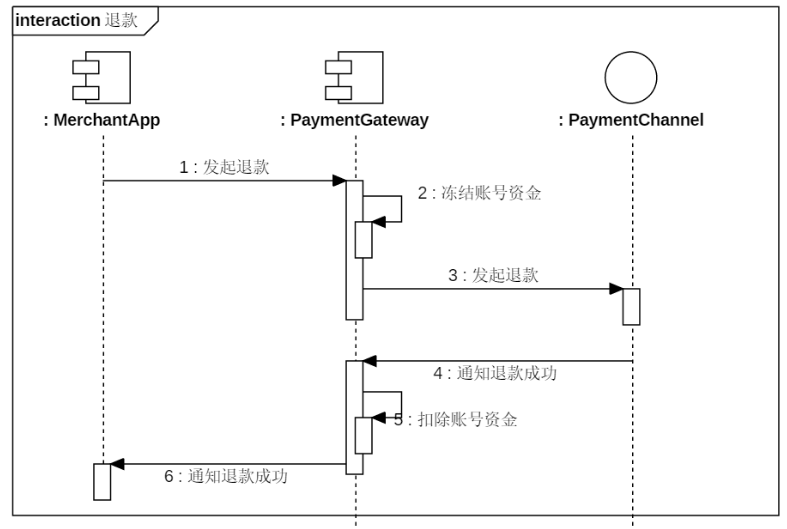 interaction 退款
: MerchantApp
: PaymentGateway
: PaymentChannel
1 : 发起退款
2 : 冻结账号资金
3 : 发起退款
4 : 通知退款成功
5 : 扣除账号资金
6 : 通知退款成功